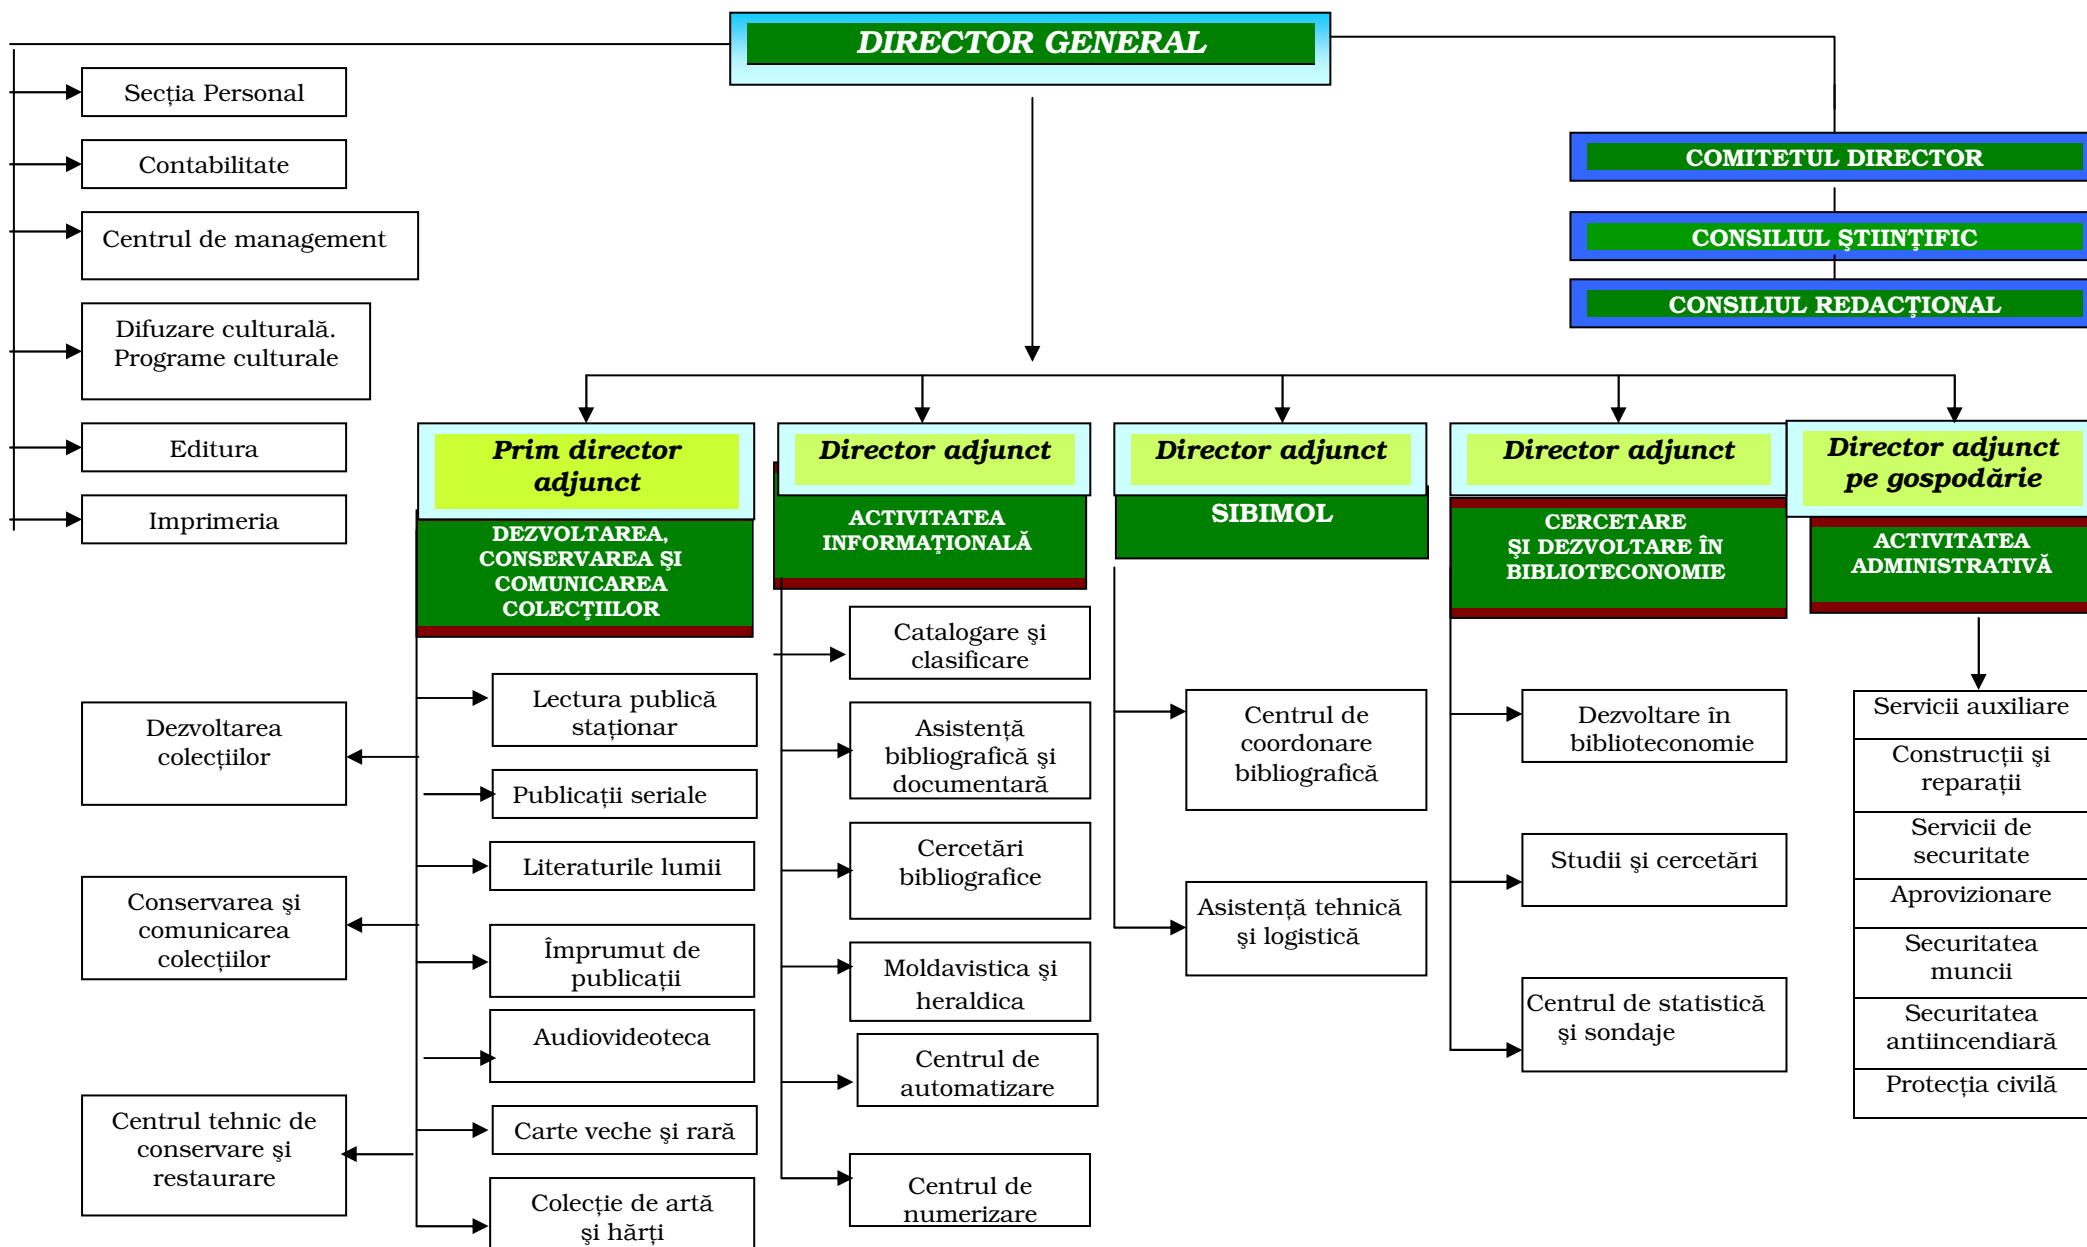 DIRECTOR GENERAL
Secția Personal
Contabilitate
Centrul de management
Difuzare culturală.
Programe culturale
Editura
Imprimeria
COMITETUL DIRECTOR
CONSILIUL ŞTIINŢIFIC
CONSILIUL REDACŢIONAL
Prim director
adjunct
DEZVOLTAREA,
CONSERVAREA ŞI
COMUNICAREA
COLECŢIILOR
Dezvoltarea
colecţiilor
Conservarea şi
comunicarea
colecţiilor
Centrul tehnic de
conservare şi
restaurare
Lectura publică
staţionar
Publicaţii seriale
Literaturile lumii
Împrumut de
publicaţii
Audiovideoteca
Carte veche şi rară
Colecţie de artă
şi hărţi
Director adjunct
ACTIVITATEA
INFORMAŢIONALĂ
Catalogare şi
clasificare
Asistenţă
bibliografică şi
documentară
Cercetări
bibliografice
Moldavistica şi
heraldica
Centrul de
automatizare
Centrul de
numerizare
Director adjunct
SIBIMOL
Centrul de
coordonare
bibliografică
Asistenţă tehnică
şi logistică
Director adjunct
CERCETARE
ŞI DEZVOLTARE ÎN
BIBLIOTECONOMIE
Dezvoltare în
biblioteconomie
Studii şi cercetări
Centrul de statistică
şi sondaje
Director adjunct
pe gospodărie
ACTIVITATEA
ADMINISTRATIVĂ
Servicii auxiliare
Construcţii şi
reparaţii
Servicii de
securitate
Aprovizionare
Securitatea
muncii
Securitatea
antiincendiară
Protecţia civilă